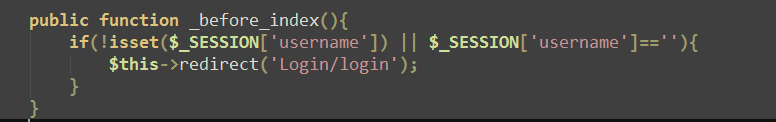 public function _before_index(){
    if(!isset($_SESSION['username']) || $_SESSION['username']==''){
        $this->redirect('Login/login');
    }
}